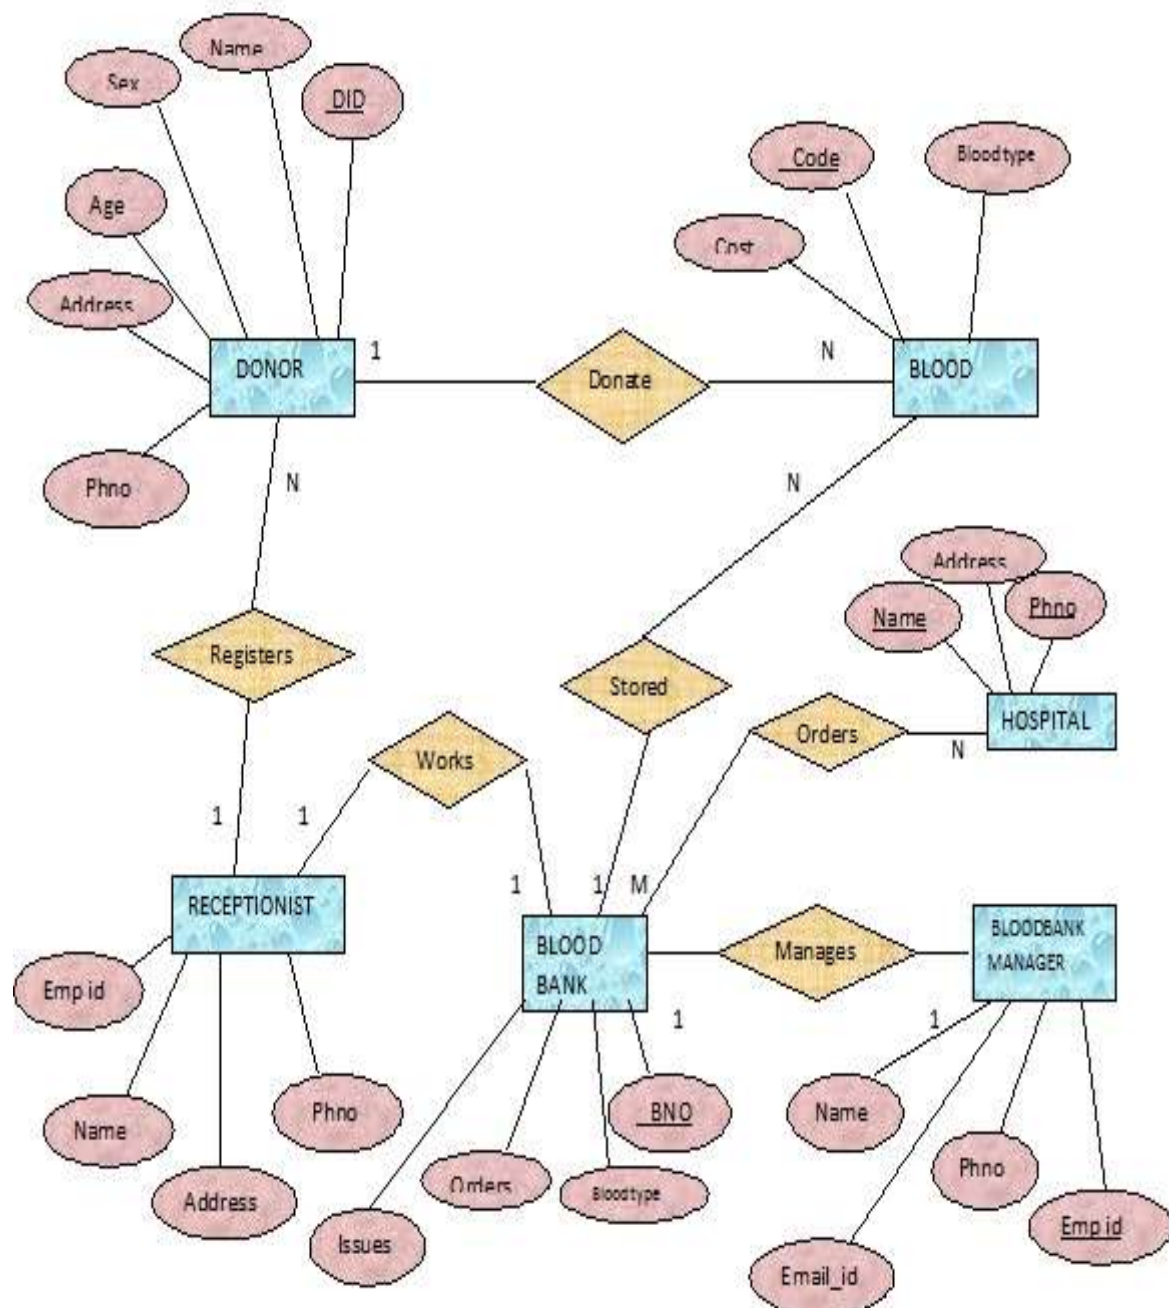 Name
Sex
DID
Code
Bloodtype
Age
Cost
Address
1
N
DONOR
Donate
BLOOD
Phno
N
N
Address
Name
Phno
Registers
Stored
Orders
HOSPITAL
Works
N
1
1
1
1
M
RECEPTIONIST
BLOOD
BANK
Manages
BLOODBANK
MANAGER
Emp id
1
1
Name
Phno
BNO
Name
Address
Orders
Bloodtype
Phno
Emp id
Issues
Email_id